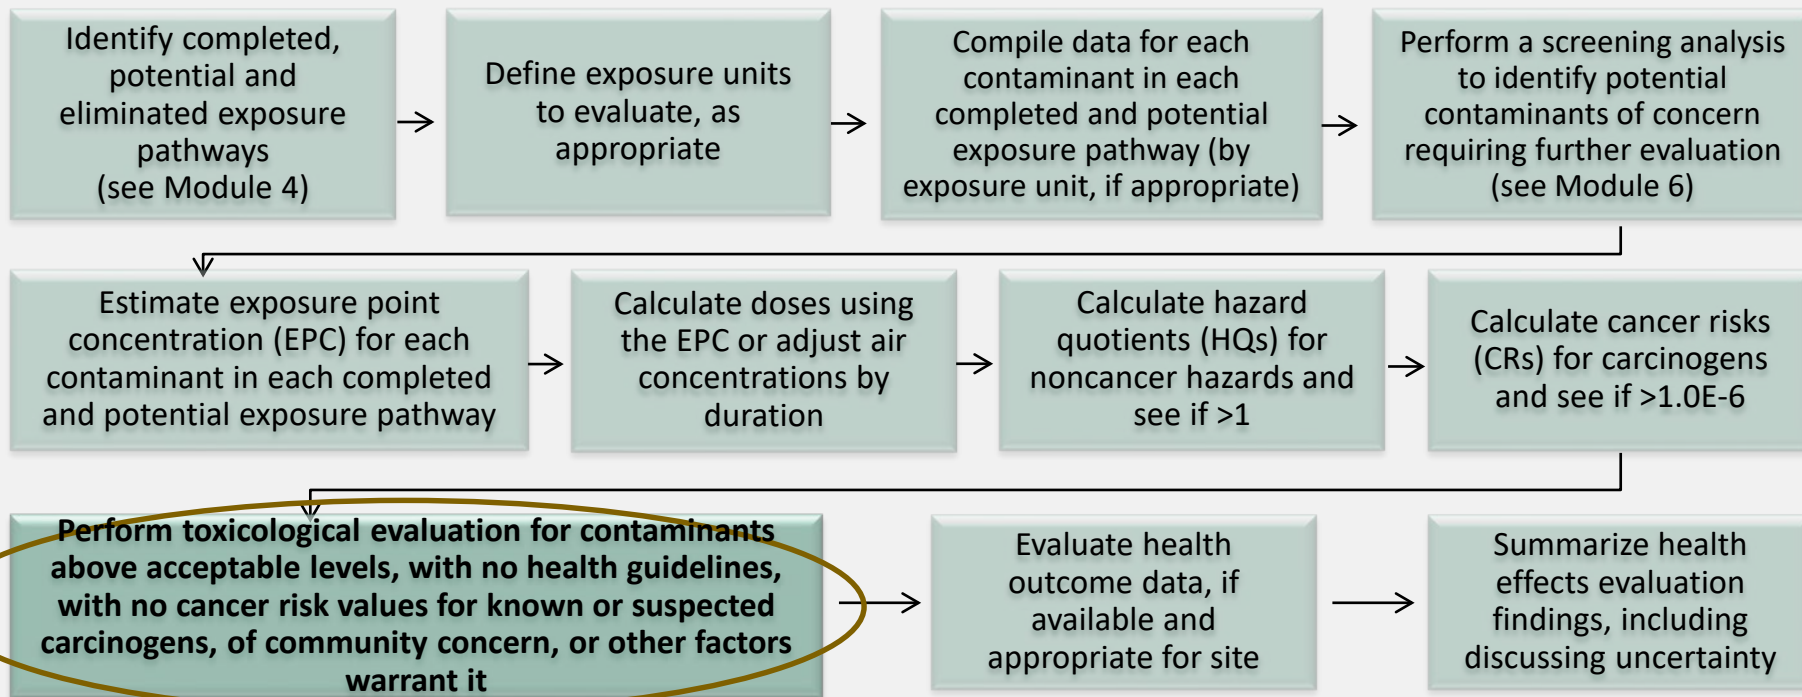 Identify completed,
potential and
eliminated exposure
pathways
(see Module 4)
Define exposure units
to evaluate, as
appropriate
Compile data for each
contaminant in each
completed and potential
exposure pathway (by
exposure unit, if appropriate)
Perform a screening analysis
to identify potential
contaminants of concern
requiring further evaluation
(see Module 6)
Estimate exposure point
concentration (EPC) for each
contaminant in each completed
and potential exposure pathway
Calculate doses using
the EPC or adjust air
concentrations by
duration
Calculate hazard
quotients (HQs) for
noncancer hazards and
see if >1
Calculate cancer risks
(CRs) for carcinogens
and see if >1.0E-6
Perform toxicological evaluation for contaminants
above acceptable levels, with no health guidelines,
with no cancer risk values for known or suspected
carcinogens, of community concern, or other factors
warrant it
Evaluate health
outcome data, if
available and
appropriate for site
Summarize health
effects evaluation
findings, including
discussing uncertainty